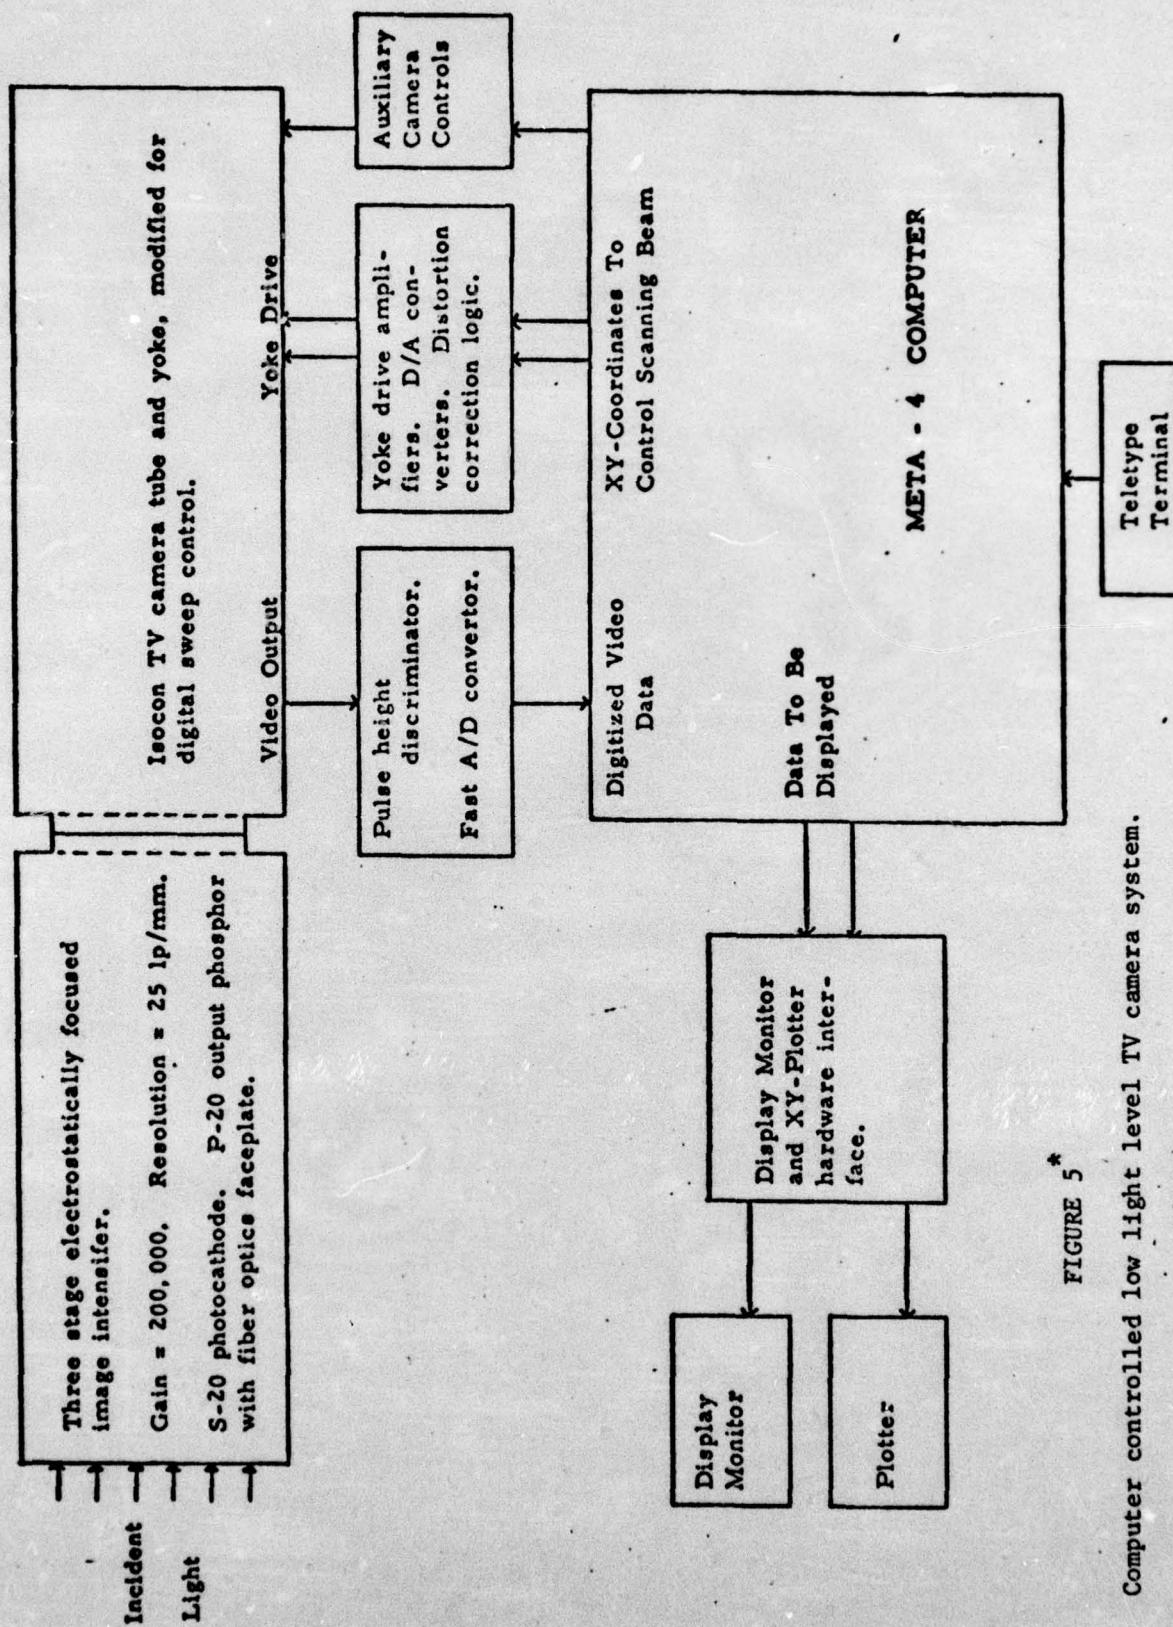 Incident
Light
Three stage electrostatically focused
image intensifer.
Gain = 200,000.  Resolution = 25 lp/mm.
S-20 photocathode.  P-20 output phosphor
with fiber optics faceplate.
Isocon TV camera tube and yoke, modified for
digital sweep control.
Video Output
Yoke Drive
Pulse height
discriminator.
Fast A/D convertor.
Yoke drive ampli-
fiers.  D/A con-
verters.  Distortion
correction logic.
Auxiliary
Camera
Controls
Digitized Video
Data
XY-Coordinates To
Control Scanning Beam
Data To Be
Displayed
META - 4 COMPUTER
Display Monitor
and XY-Plotter
hardware inter-
face.
Display
Monitor
Plotter
Teletype
Terminal
FIGURE 5*
Computer controlled low light level TV camera system.